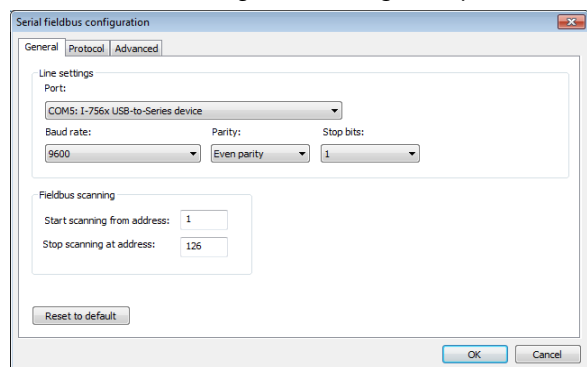 Serial fieldbus configuration
General Protocol Advanced
Line settings
Port:
COM5: I-756x USB-to-Series device
Baud rate: Parity: Stop bits:
9600 Even parity 1
Fieldbus scanning
Start scanning from address: 1
Stop scanning at address: 126
Reset to default
OK Cancel